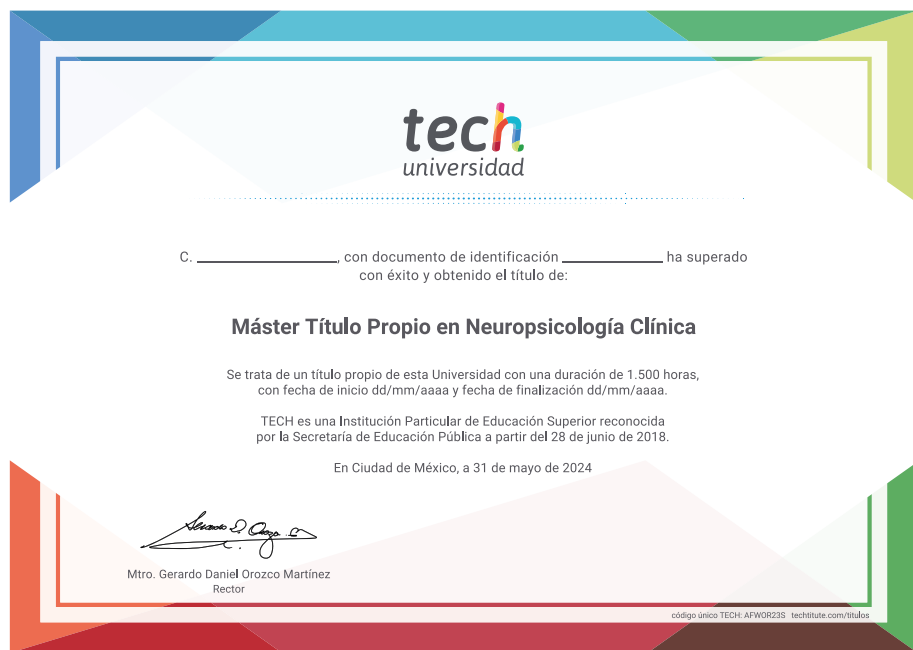 tech
universidad
C. ____________, con documento de identificación ____________ ha superado
con éxito y obtenido el título de:
Máster Título Propio en Neuropsicología Clínica
Se trata de un título propio de esta Universidad con una duración de 1.500 horas,
con fecha de inicio dd/mm/aaaa y fecha de finalización dd/mm/aaaa.
TECH es una Institución Particular de Educación Superior reconocida
por la Secretaría de Educación Pública a partir del 28 de junio de 2018.
En Ciudad de México, a 31 de mayo de 2024
Mtro. Gerardo Daniel Orozco Martínez
Rector
código único TECH: AFWOR23S techtitute.com/titulos